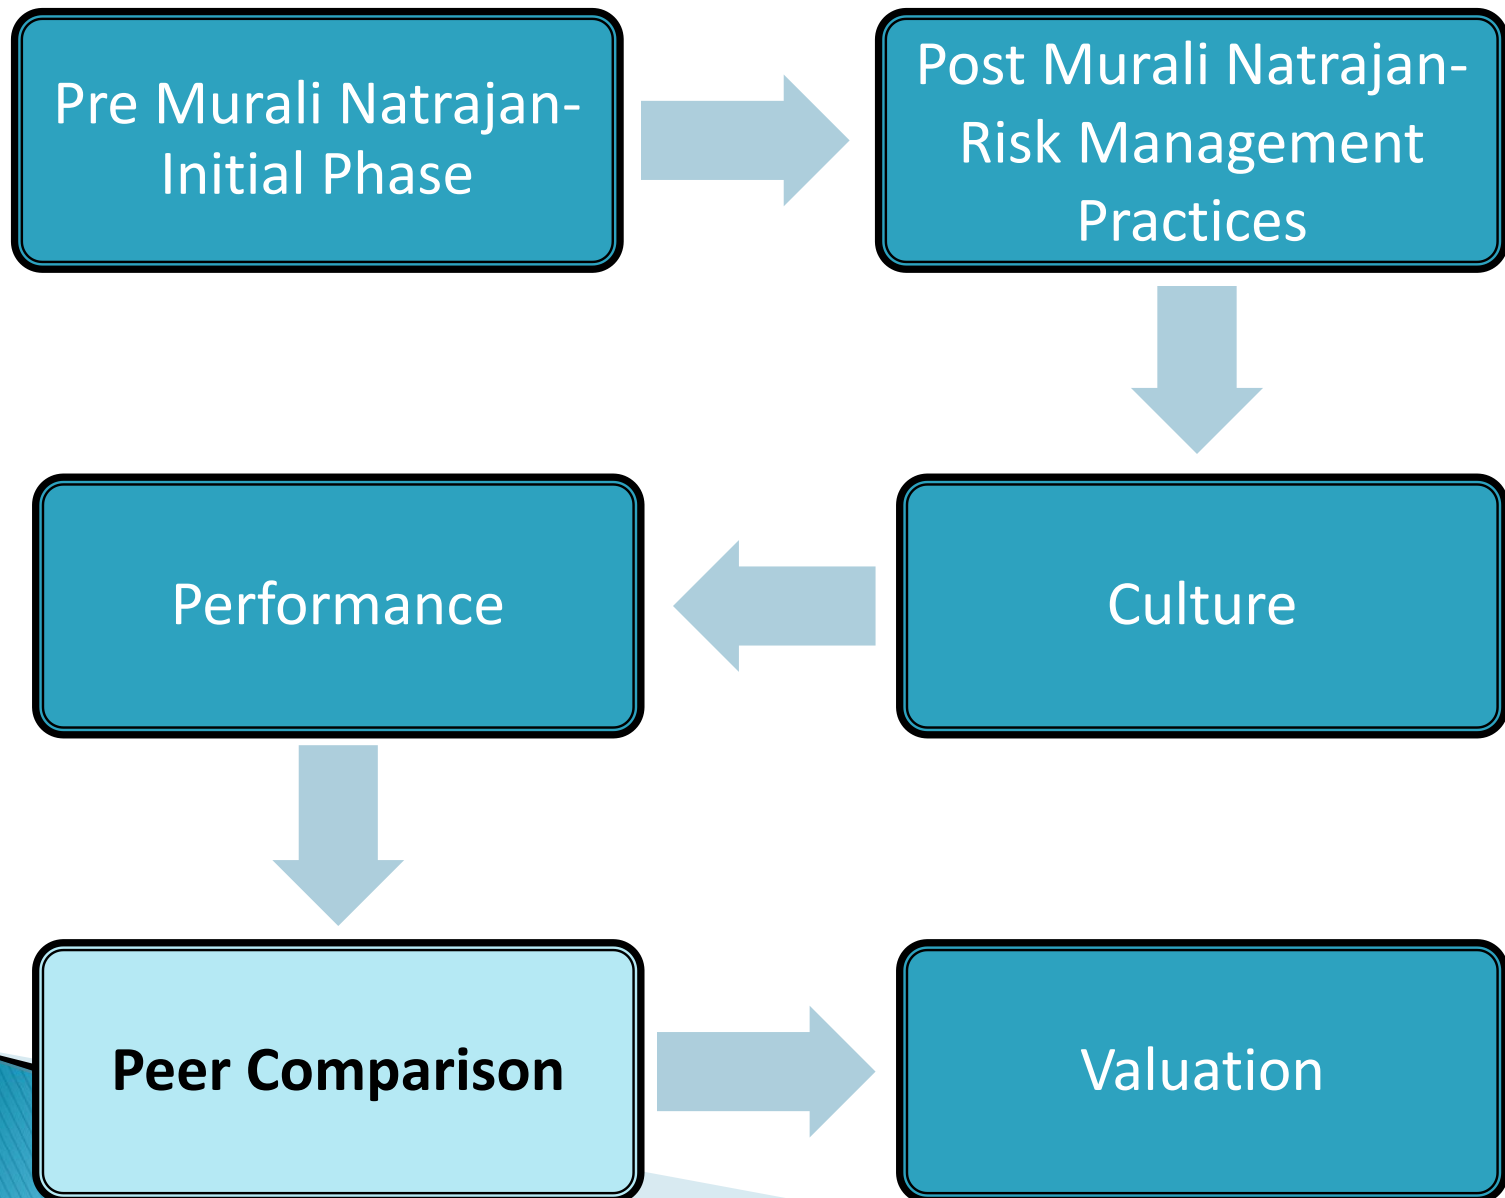 Pre Murali Natrajan-
Initial Phase
Post Murali Natrajan-
Risk Management
Practices
Culture
Performance
Peer Comparison
Valuation